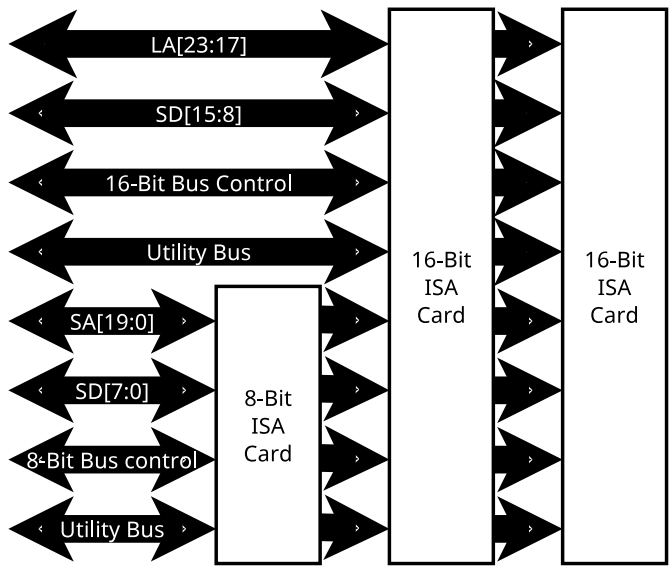 LA[23:17]
SD[15:8]
16-Bit Bus Control
Utility Bus
SA[19:0]
SD[7:0]
8-Bit Bus control
Utility Bus
8-Bit
ISA
Card
16-Bit
ISA
Card
16-Bit
ISA
Card